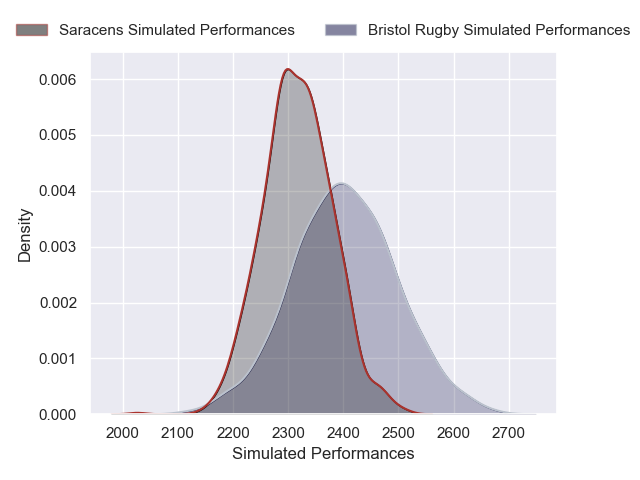 Saracens Simulated Performances
Bristol Rugby Simulated Performances
0.006
0.005
0.004
0.003
0.002
0.001
0.000
Density
2000 2100 2200 2300 2400 2500 2600 2700
Simulated Performances